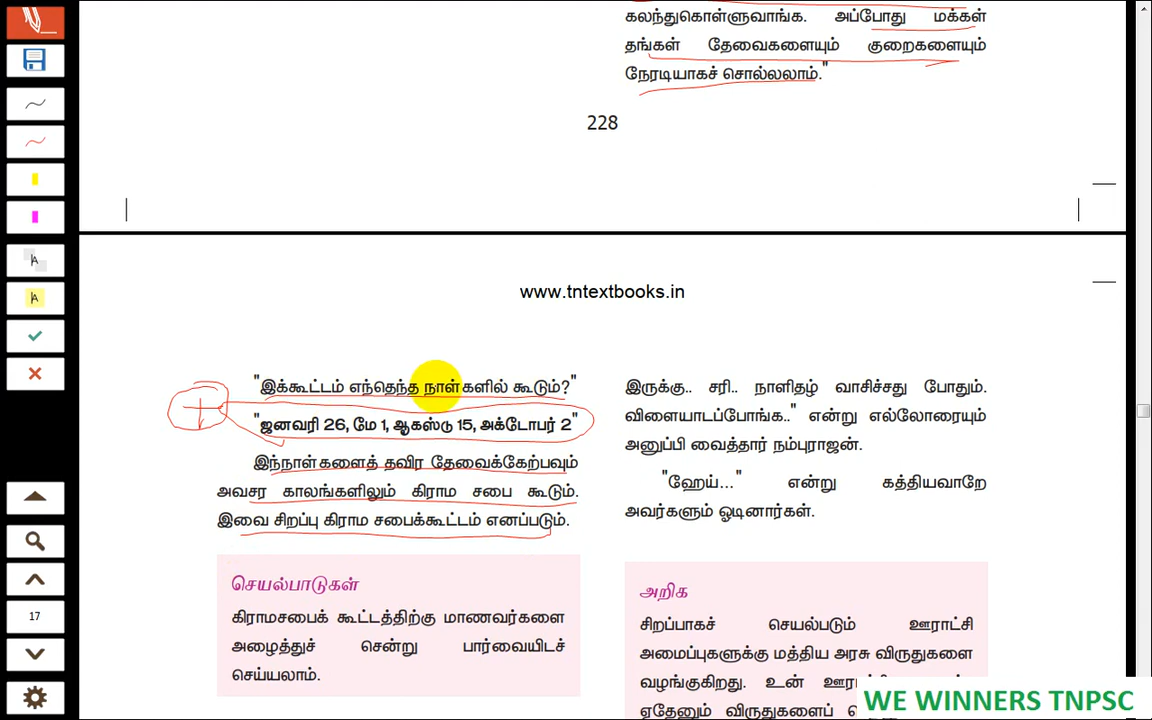 கலந்துகொள்ளுவாங்க. அப்போது மக்கள்
தங்கள் தேவைகளையும் குறைகளையும்
நேரடியாகச் சொல்லலாம்."
228
www.tntextbooks.in
"இக்கூட்டம் எந்தெந்த நாள்களில் கூடும்?"
"ஜனவரி 26, மே 1, ஆகஸ்டு 15, அக்டோபர் 2"
இந்நாள்களைத் தவிர தேவைக்கேற்பவும்
அவசர காலங்களிலும் கிராம சபை கூடும்.
இவை சிறப்பு கிராம சபைக்கூட்டம் எனப்படும்.
செயல்பாடுகள்
கிராமசபைக் கூட்டத்திற்கு மாணவர்களை
அழைத்துச் சென்று பார்வையிடச்
செய்யலாம்.
இருக்கு.. சரி.. நாளிதழ் வாசிச்சது போதும்.
விளையாடப்போங்க.." என்று எல்லோரையும்
அனுப்பி வைத்தார் நம்புராஜன்.
"ஹேய்..." என்று கத்தியவாறே
அவர்களும் ஓடினார்கள்.
அறிக
சிறப்பாகச் செயல்படும் ஊராட்சி
அமைப்புகளுக்கு மத்திய அரசு விருதுகளை
வழங்குகிறது. உன்
ஏதேனும் விருதுகளைப்
17
WE WINNERS TNPSC